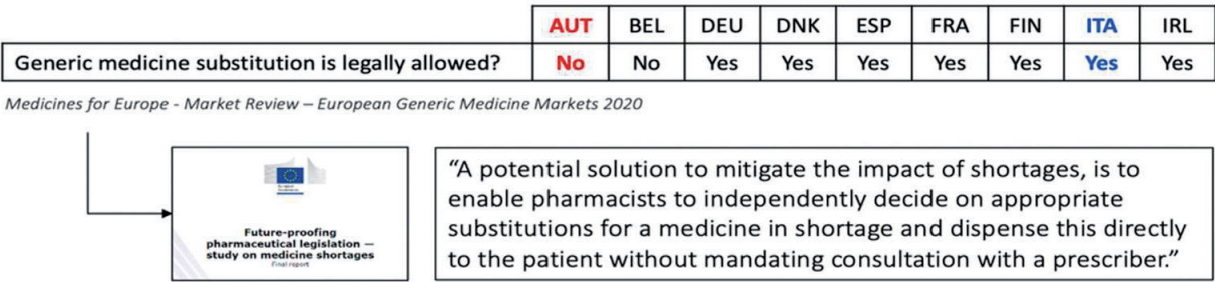 AUT BEL DEU DNK ESP FRA FIN ITA IRL
Generic medicine substitution is legally allowed? No No Yes Yes Yes Yes Yes Yes Yes
Medicines for Europe - Market Review – European Generic Medicine Markets 2020
Future-proofing
pharmaceutical legislation —
study on medicine shortages
Final report
“A potential solution to mitigate the impact of shortages, is to
enable pharmacists to independently decide on appropriate
substitutions for a medicine in shortage and dispense this directly
to the patient without mandating consultation with a prescriber.”